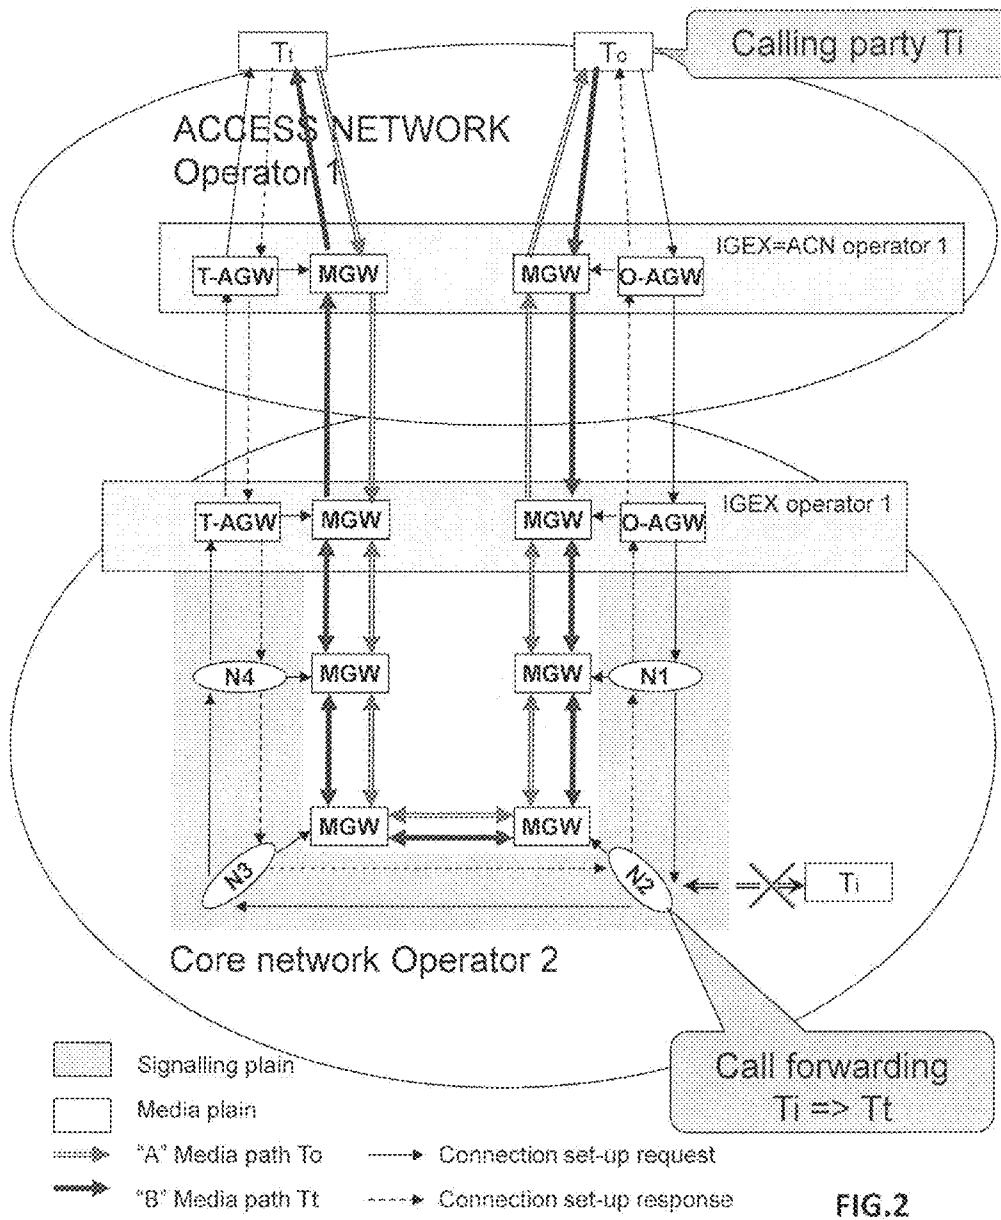 Tt
To
Calling party Ti
ACCESS NETWORK
Operator 1
IGEX=ACN operator 1
T-AGW
MGW
MGW
O-AGW
IGEX operator 1
T-AGW
MGW
MGW
O-AGW
N4
MGW
MGW
N1
MGW
MGW
N3
N2
Ti
Core network Operator 2
Call forwarding
Ti => Tt
Signalling plain
Media plain
"A" Media path To
Connection set-up request
"B" Media path Tt
Connection set-up response
FIG.2